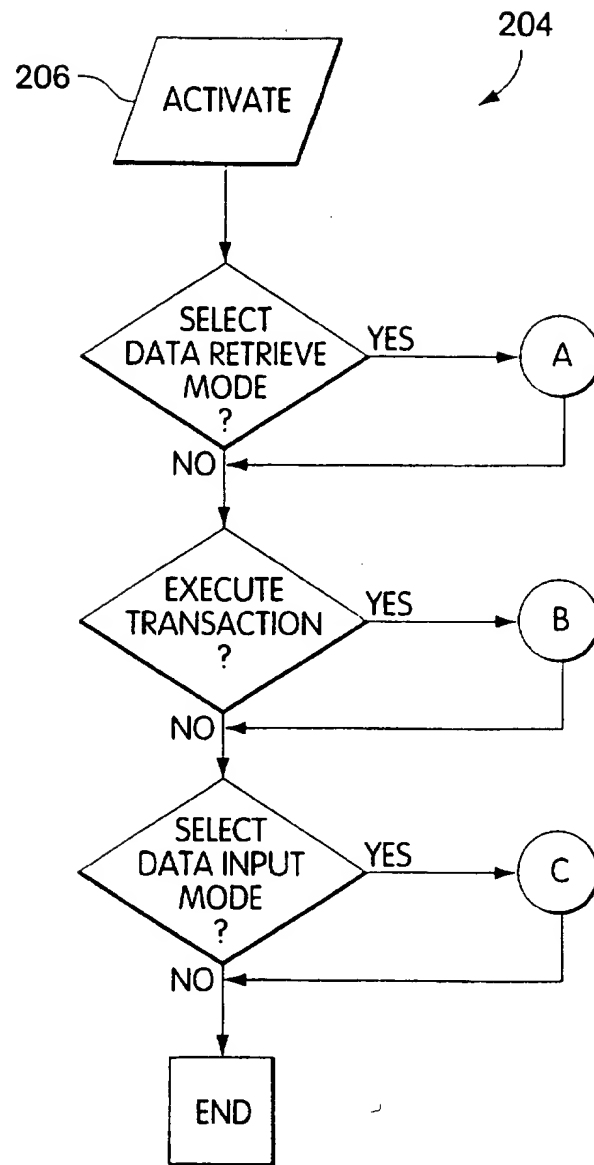 204
206
ACTIVATE
SELECT
DATA RETRIEVE
MODE
?
YES
A
NO
EXECUTE
TRANSACTION
?
YES
B
NO
SELECT
DATA INPUT
MODE
?
YES
C
NO
END